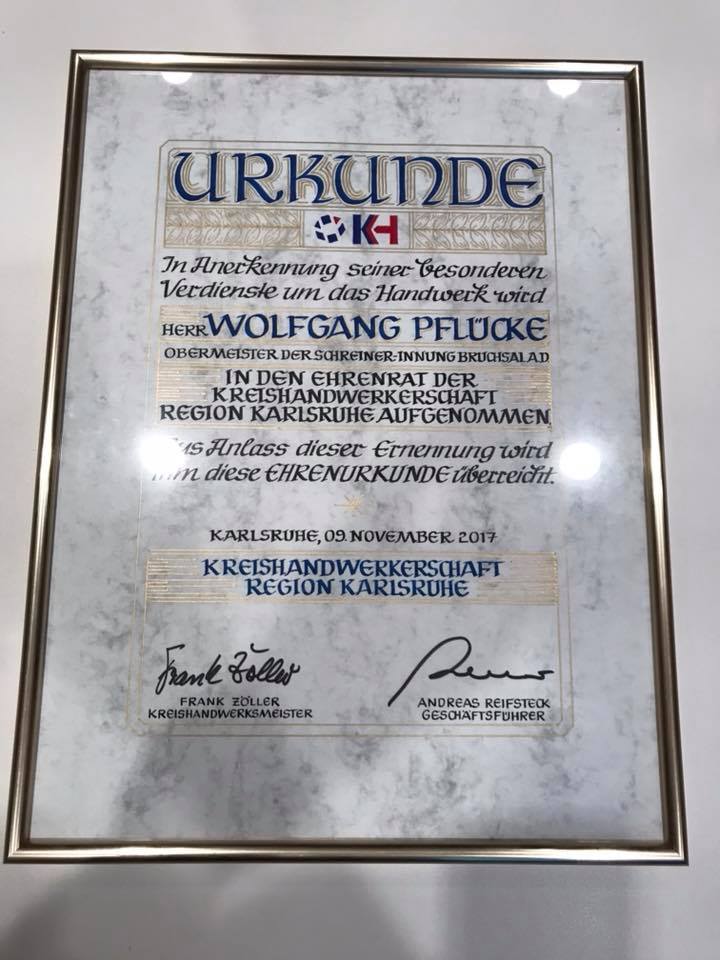 URKUNDE
KH
In Anerkennung seiner besonderen
Verdienste um das Handwerk wird
HERR WOLFGANG PFLÜCKE
OBERMEISTER DER SCHREINER-INNUNG BRUCHSAL AD
IN DEN EHRENRAT DER
KREISHANDWERKERSCHAFT
REGION KARLSRUHE AUFGENOMMEN
Aus Anlass dieser Ernennung wird
ihm diese EHRENURKUNDE überreicht.
KARLSRUHE, 09. NOVEMBER 2017
KREISHANDWERKERSCHAFT
REGION KARLSRUHE
Frank Zöller
FRANK ZÖLLER
KREISHANDWERKSMEISTER
ANDREAS REIFSTECK
GESCHÄFTSFÜHRER